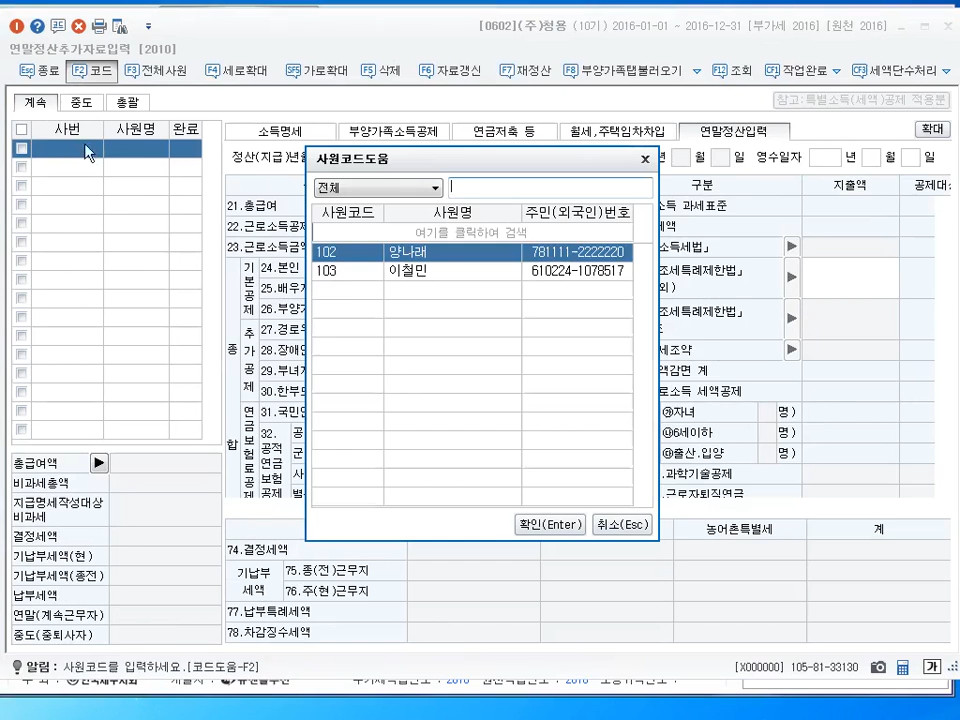 [0602](주)청용 (10기) 2016-01-01 ~ 2016-12-31 [부가세 2016] [원천 2016]
연말정산추가자료입력 [2010]
Esc 종료 F2 코드 F3 전체사원 F4 세로확대 SF5 가로확대 F5 삭제 F6 자료갱신 F7 재정산 F8 부양가족탭불러오기 F12 조회 CF1 작업완료 CF3 세액단수처리
계속 중도 총괄
참고:특별소득(세액)공제 적용분
사번 사원명 완료
소득명세 부양가족소득공제 연금저축 등 월세,주택임차차입 연말정산입력 확대
정산(지급)년월 년 월 일 영수일자 년 월 일
사원코드도움 x
전체
사원코드 사원명 주민(외국인)번호
여기를 클릭하여 검색
102 양나래 781111-2222220
103 이철민 610224-1078517
확인(Enter) 취소(Esc)
구분 지출액 공제대상
21.총급여
22.근로소득공제
23.근로소득금액
종 합
기본공제
24.본인
25.배우자
26.부양가
추가공제
27.경로우
28.장애인
29.부녀자
30.한부모
연금보험료공제
31.국민연
32. 공적연금보험공제
공
군
사
별
소득 과세표준
세액
소득세법」
조세특례제한법」
외)
조세특례제한법」
조
세조약
액감면 계
로소득 세액공제
㉮자녀 명)
㉯6세이하 명)
㉰출산.입양 명)
.과학기술공제
.근로자퇴직연금
총급여액
비과세총액
지급명세작성대상
비과세
결정세액
기납부세액(현)
기납부세액(종전)
납부세액
연말(계속근무자)
중도(중퇴사자)
농어촌특별세 계
74.결정세액
기납부
세액
75.종(전)근무지
76.주(현)근무지
77.납부특례세액
78.차감징수세액
알림 : 사원코드를 입력하세요.[코드도움-F2]
[X000000] 105-81-33130 가